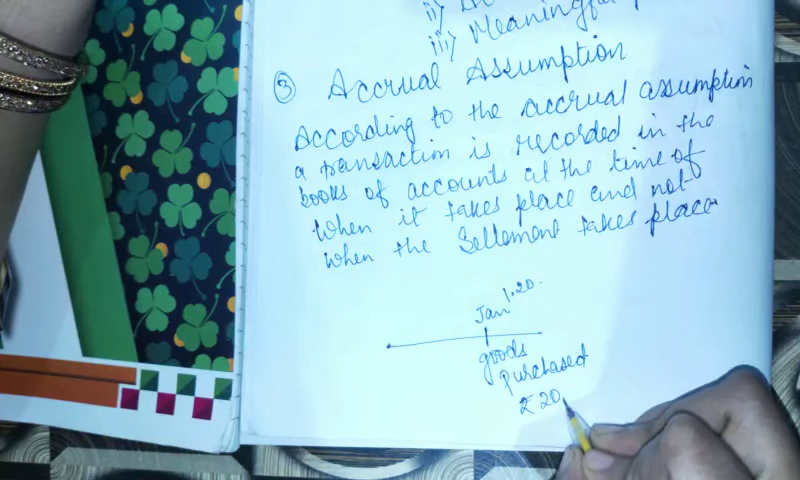 ii)
iii) Meaningful
③ Accrual Assumption
According to the accrual assumption
a transaction is recorded in the
books of accounts at the time of
when it takes place and not
when the Settlement takes place
Jan 1.20.
goods
purchased
₹ 20